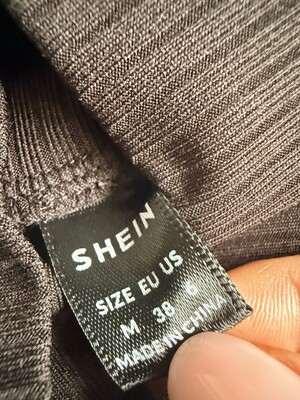 SHEIN
SIZE EU US
M 38 6
MADE IN CHINA